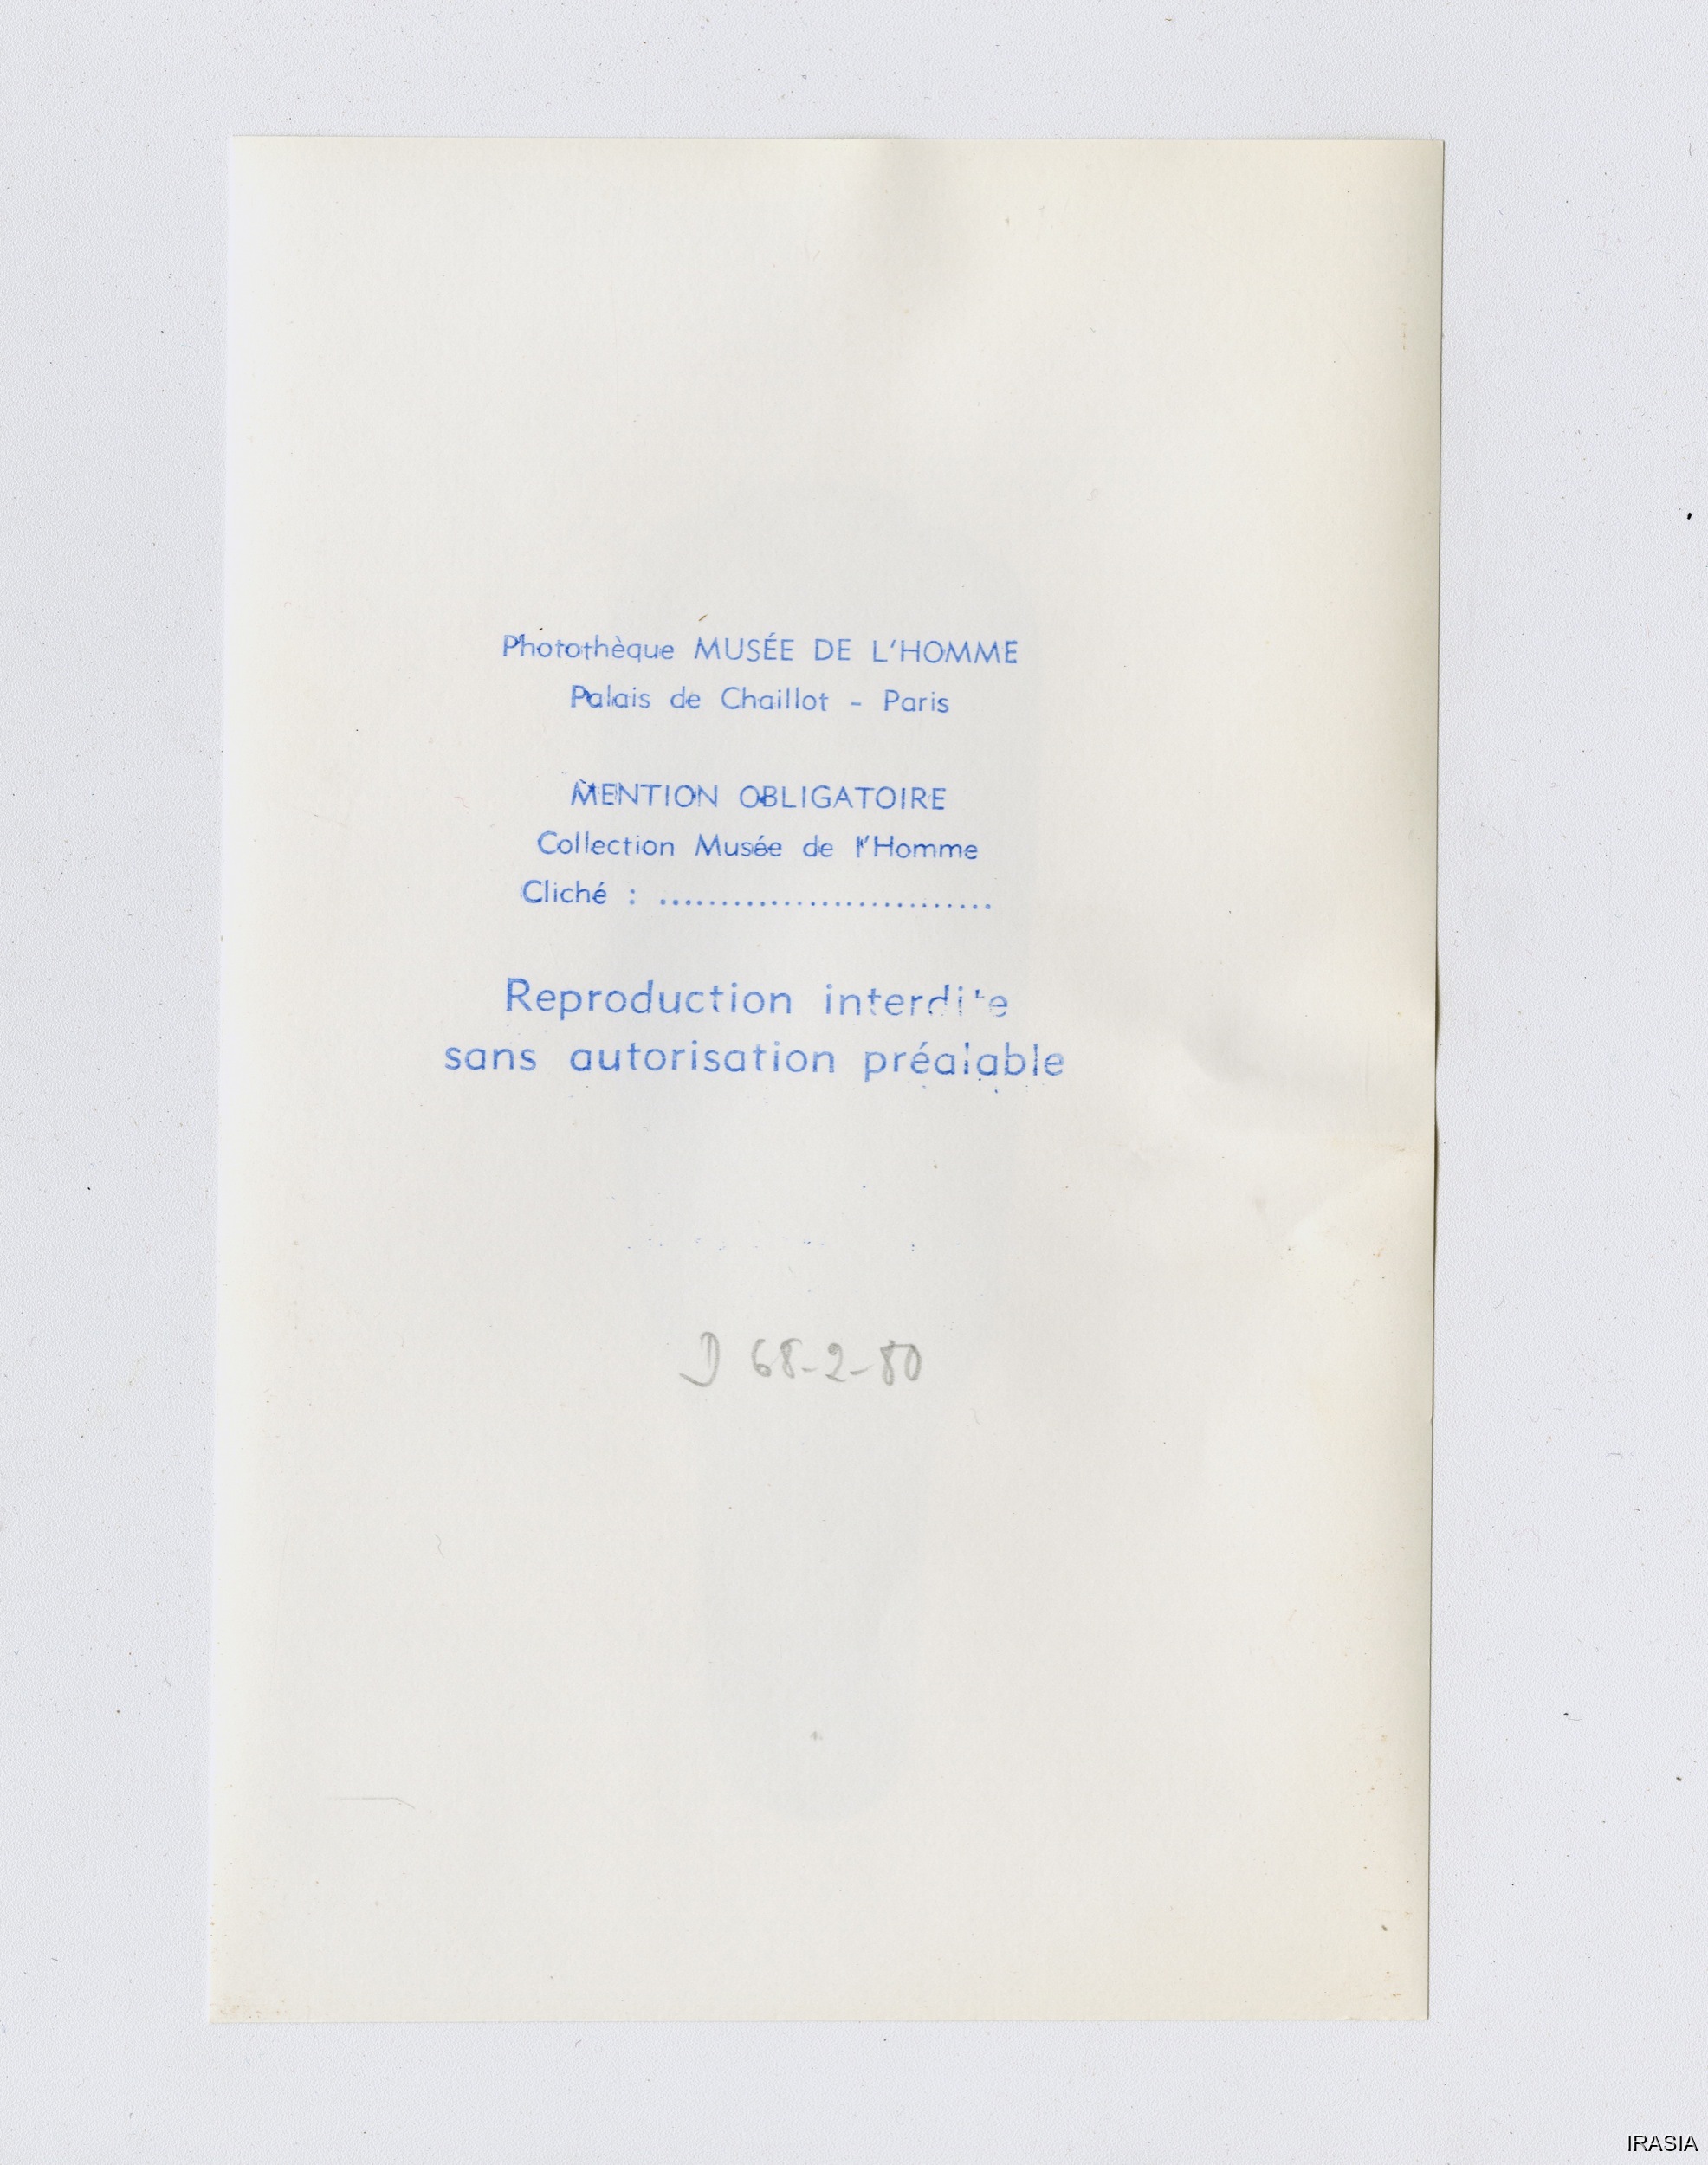 Photothèque MUSÉE DE L'HOMME
Palais de Chaillot - Paris
MENTION OBLIGATOIRE
Collection Musée de l'Homme
Cliché : ............................
Reproduction interdite
sans autorisation préalable
D 68-2-80
IRASIA